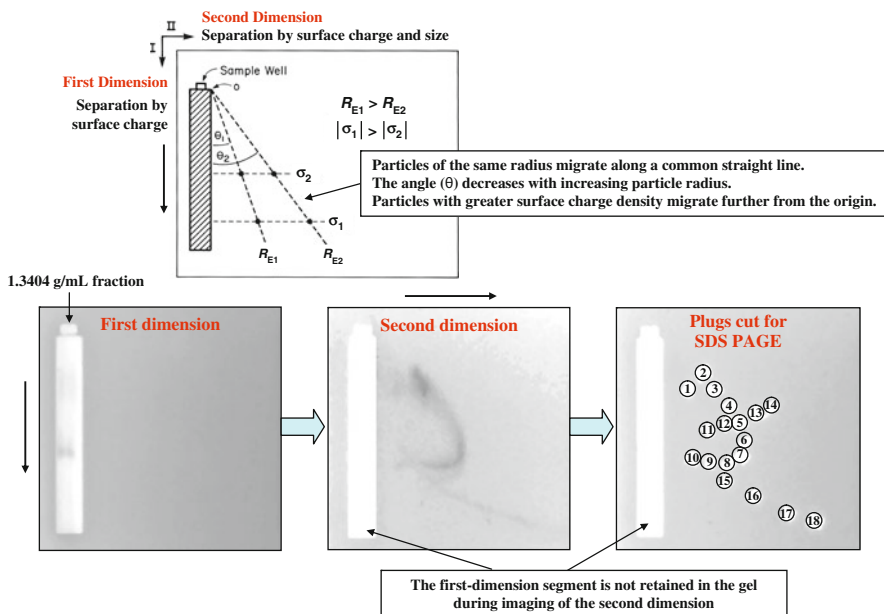 Second Dimension
Separation by surface charge and size
II
I
First Dimension
Separation by
surface charge
Sample Well
O
θ1
θ2
RE1 > RE2
|σ1| > |σ2|
σ2
σ1
RE1
RE2
Particles of the same radius migrate along a common straight line.
The angle (θ) decreases with increasing particle radius.
Particles with greater surface charge density migrate further from the origin.
1.3404 g/mL fraction
First dimension
Second dimension
Plugs cut for
SDS PAGE
2
1
3
4
13
14
11
12
5
6
10
9
8
7
15
16
17
18
The first-dimension segment is not retained in the gel
during imaging of the second dimension